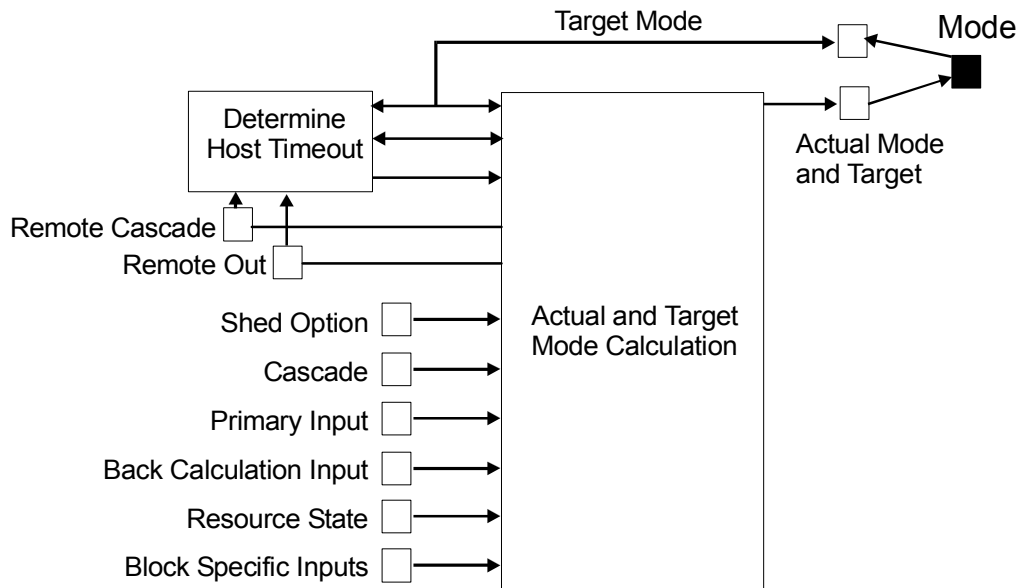 Target Mode
Mode
Determine
Host Timeout
Actual Mode
and Target
Remote Cascade
Remote Out
Shed Option
Actual and Target
Mode Calculation
Cascade
Primary Input
Back Calculation Input
Resource State
Block Specific Inputs